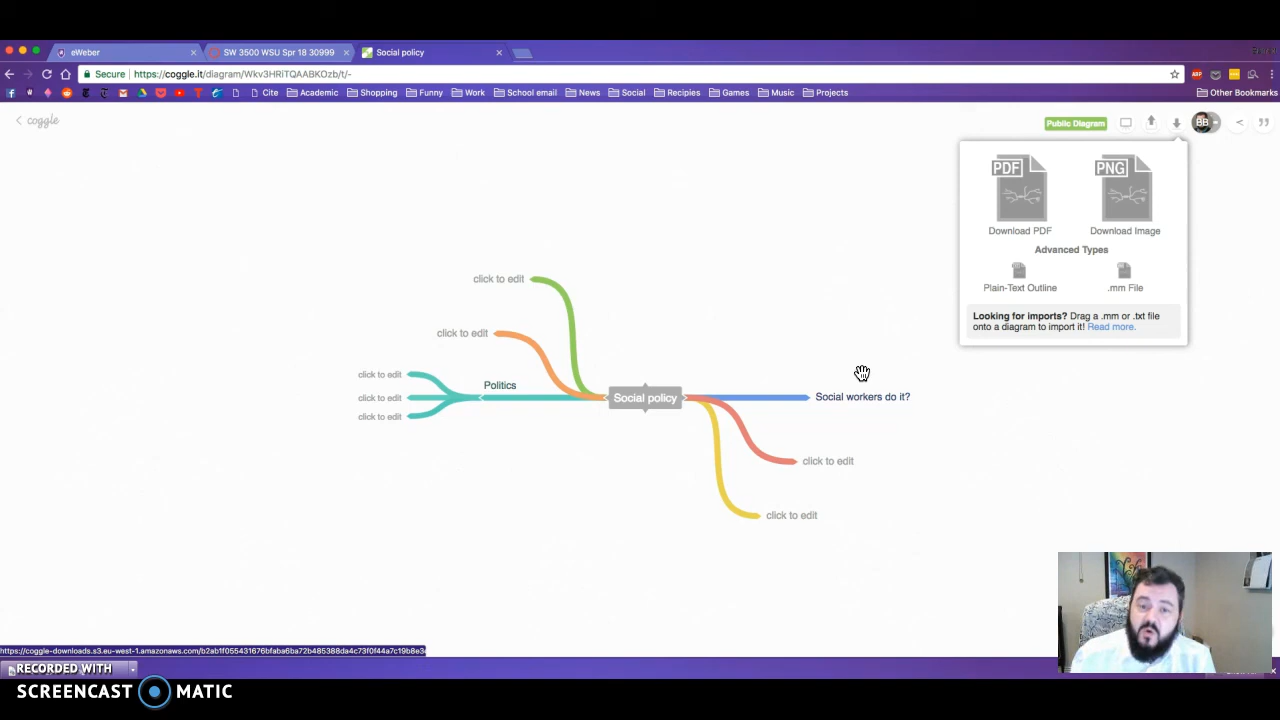 eWeber
SW 3500 WSU Spr 18 30999
Social policy
Secure
https://coggle.it/diagram/Wkv3HRiTQAABKOzb/t/-
ABP
Cite
Academic
Shopping
Funny
Work
School email
News
Social
Recipies
Games
Music
Projects
Other Bookmarks
coggle
Public Diagram
BB
PDF
PNG
Download PDF
Download Image
Advanced Types
Plain-Text Outline
.mm File
Looking for imports? Drag a .mm or .txt file
onto a diagram to import it! Read more.
click to edit
click to edit
click to edit
Politics
click to edit
click to edit
Social policy
Social workers do it?
click to edit
click to edit
RECORDED WITH
SCREENCAST MATIC